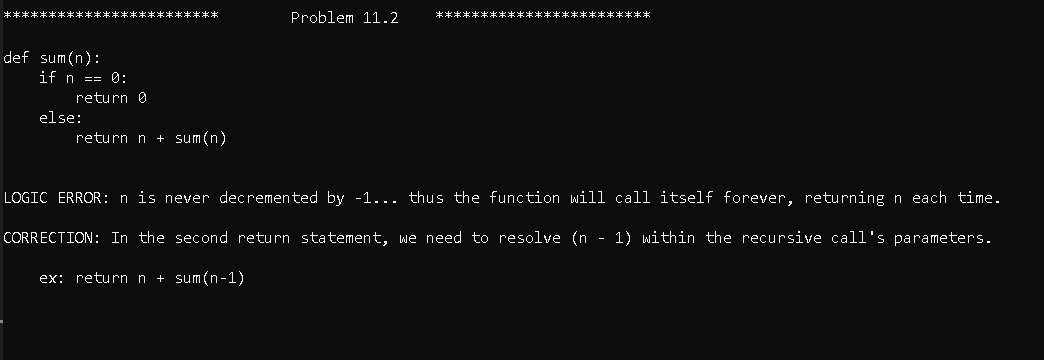 ************************        Problem 11.2    ************************
def sum(n):
    if n == 0:
        return 0
    else:
        return n + sum(n)
LOGIC ERROR: n is never decremented by -1... thus the function will call itself forever, returning n each time.
CORRECTION: In the second return statement, we need to resolve (n - 1) within the recursive call's parameters.
    ex: return n + sum(n-1)